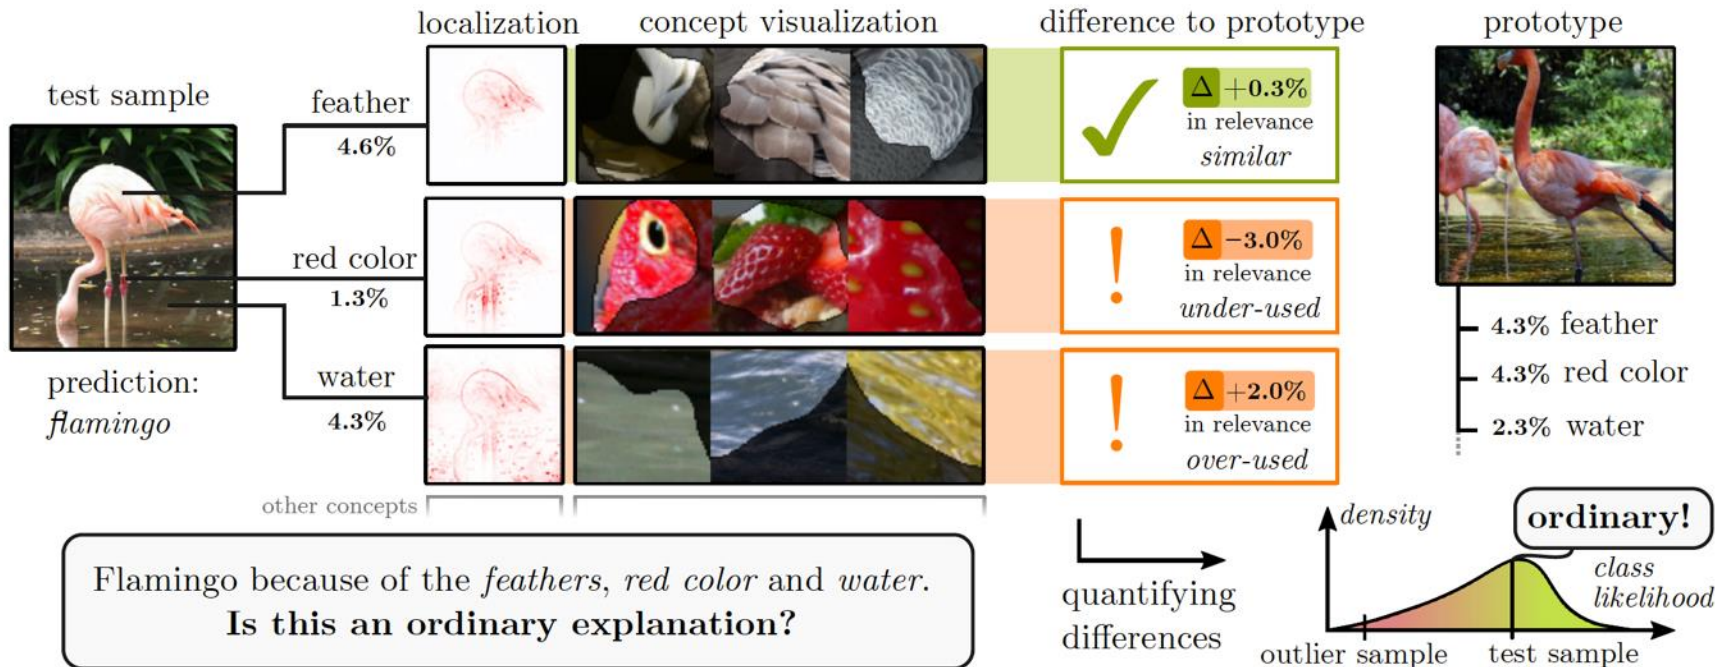 localization
concept visualization
difference to prototype
prototype
test sample
prediction:
flamingo
feather
4.6%
Δ +0.3%
in relevance
similar
red color
1.3%
Δ −3.0%
in relevance
under-used
water
4.3%
Δ +2.0%
in relevance
over-used
other concepts
4.3% feather
4.3% red color
2.3% water
Flamingo because of the feathers, red color and water.
Is this an ordinary explanation?
quantifying
differences
density
ordinary!
class
likelihood
outlier sample
test sample